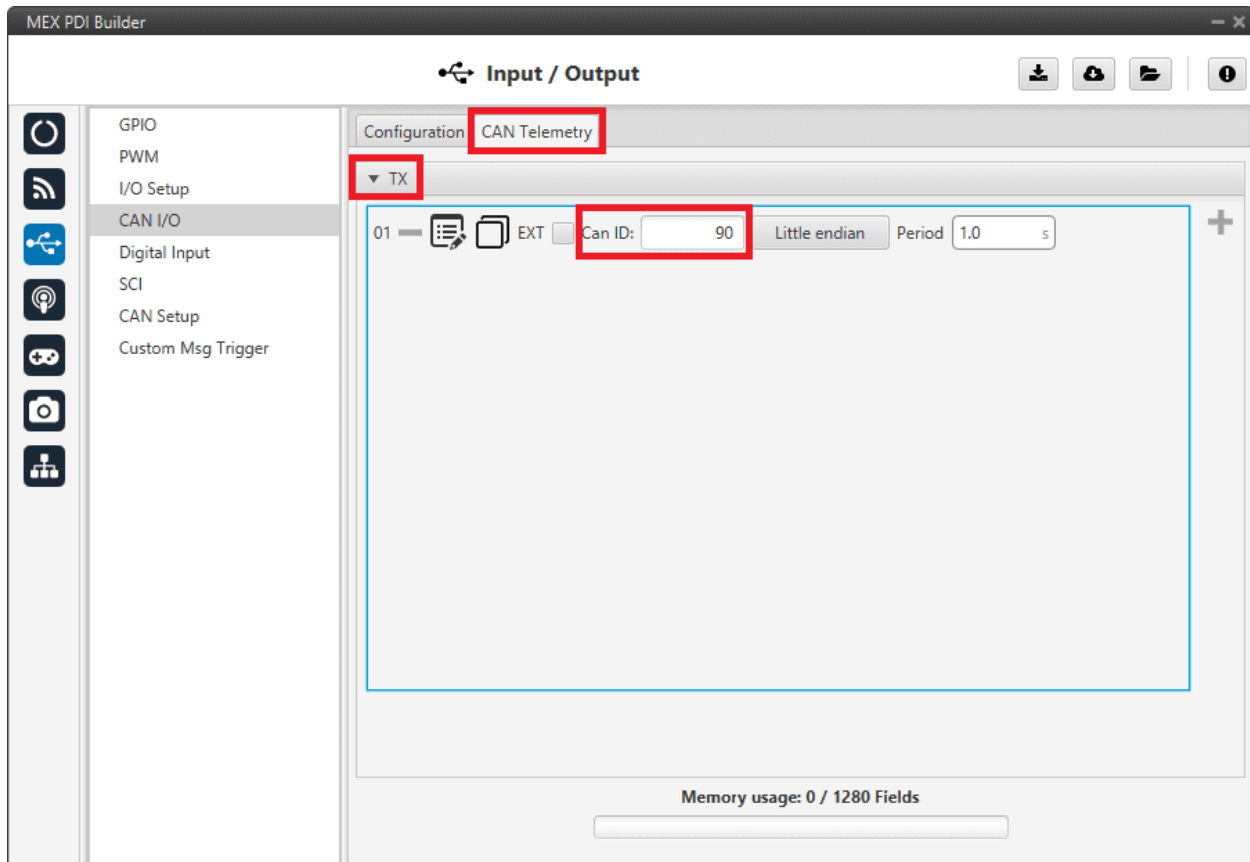 MEX PDI Builder
Input / Output
GPIO
PWM
I/O Setup
CAN I/O
Digital Input
SCI
CAN Setup
Custom Msg Trigger
Configuration CAN Telemetry
TX
01 EXT Can ID: 90 Little endian Period 1.0 s
Memory usage: 0 / 1280 Fields